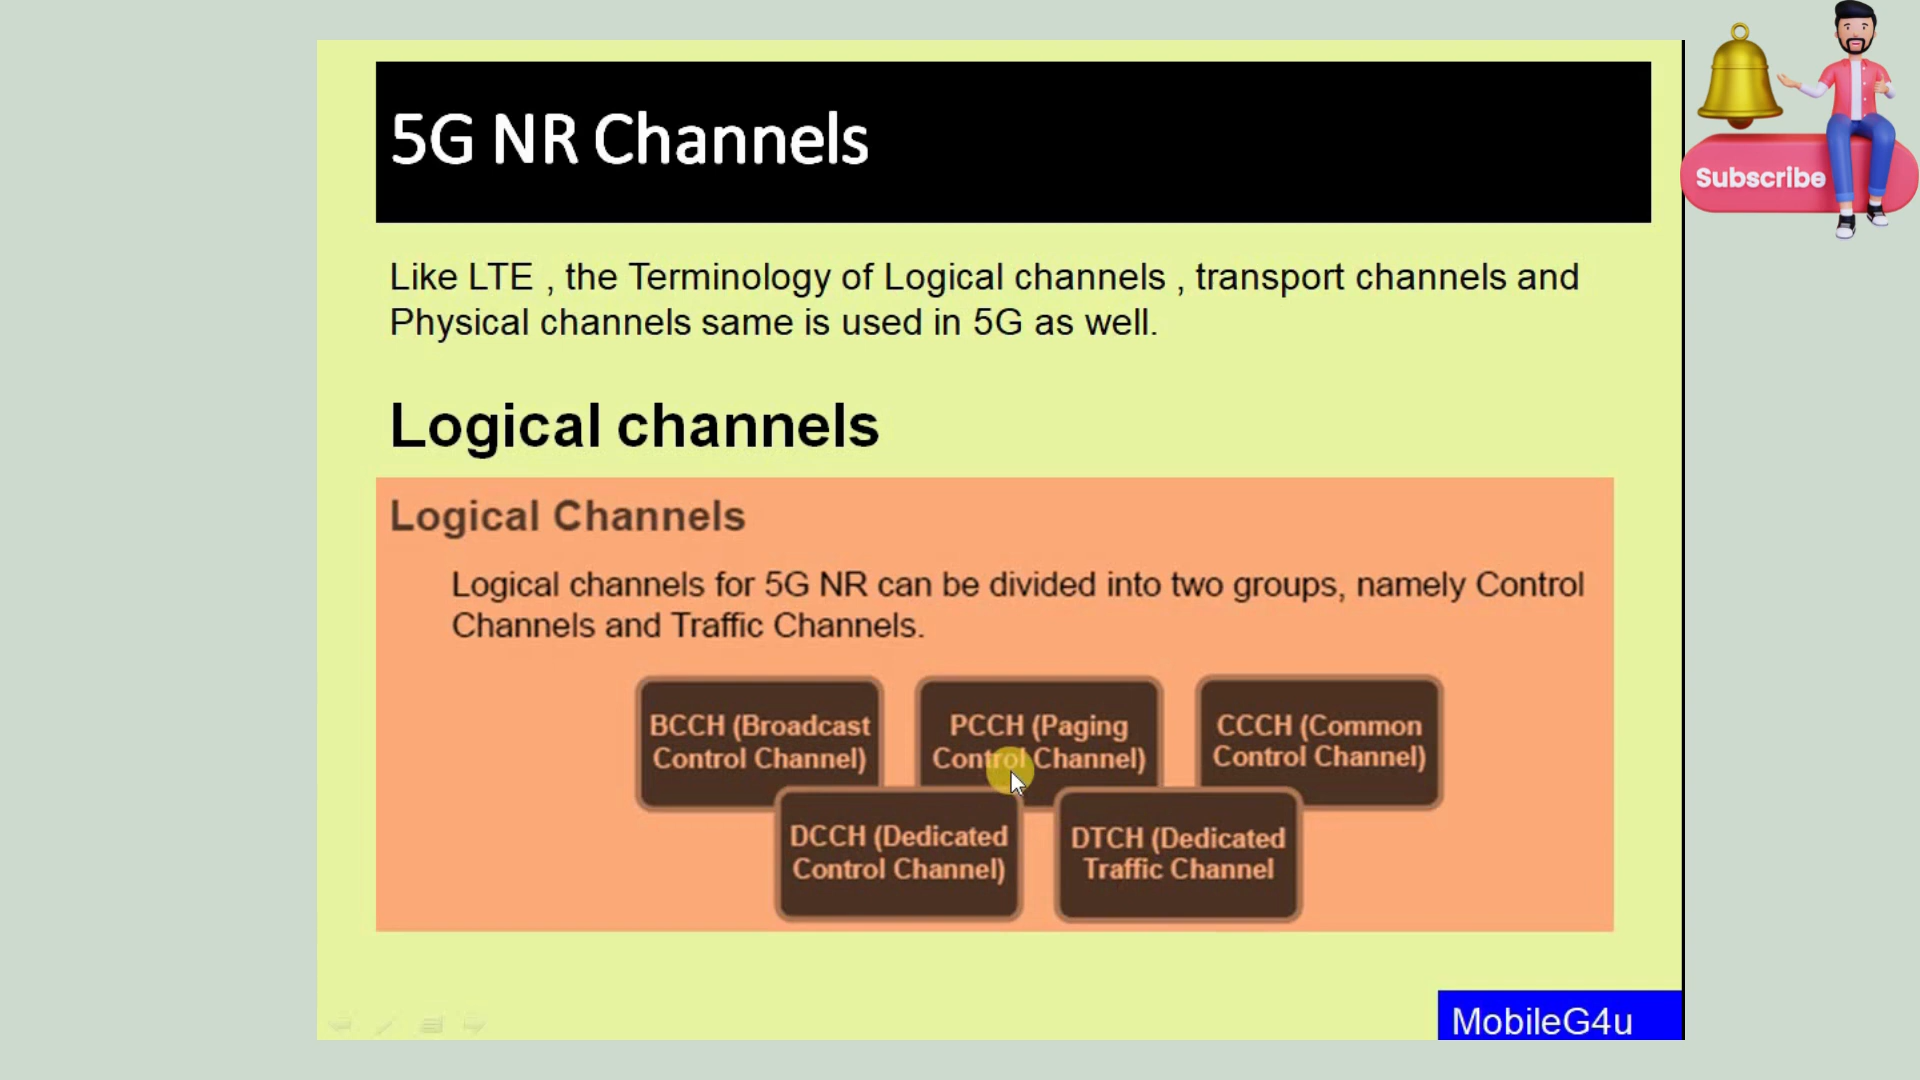 5G NR Channels
Subscribe
Like LTE , the Terminology of Logical channels , transport channels and
Physical channels same is used in 5G as well.
Logical channels
Logical Channels
Logical channels for 5G NR can be divided into two groups, namely Control
Channels and Traffic Channels.
BCCH (Broadcast
Control Channel)
PCCH (Paging
Control Channel)
CCCH (Common
Control Channel)
DCCH (Dedicated
Control Channel)
DTCH (Dedicated
Traffic Channel
MobileG4u